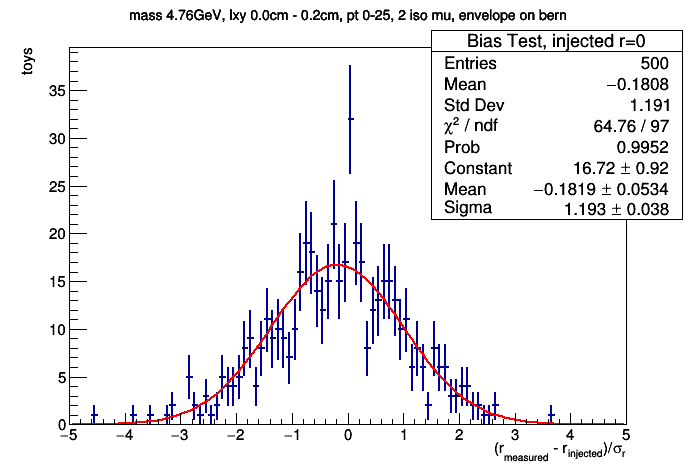 mass 4.76GeV, lxy 0.0cm - 0.2cm, pt 0-25, 2 iso mu, envelope on bern
toys
Bias Test, injected r=0
Entries 500
Mean −0.1808
Std Dev 1.191
χ² / ndf 64.76 / 97
Prob 0.9952
Constant 16.72 ± 0.92
Mean −0.1819 ± 0.0534
Sigma 1.193 ± 0.038
35
30
25
20
15
10
5
0
−5 −4 −3 −2 −1 0 1 2 3 4 5
(r_measured - r_injected)/σ_r